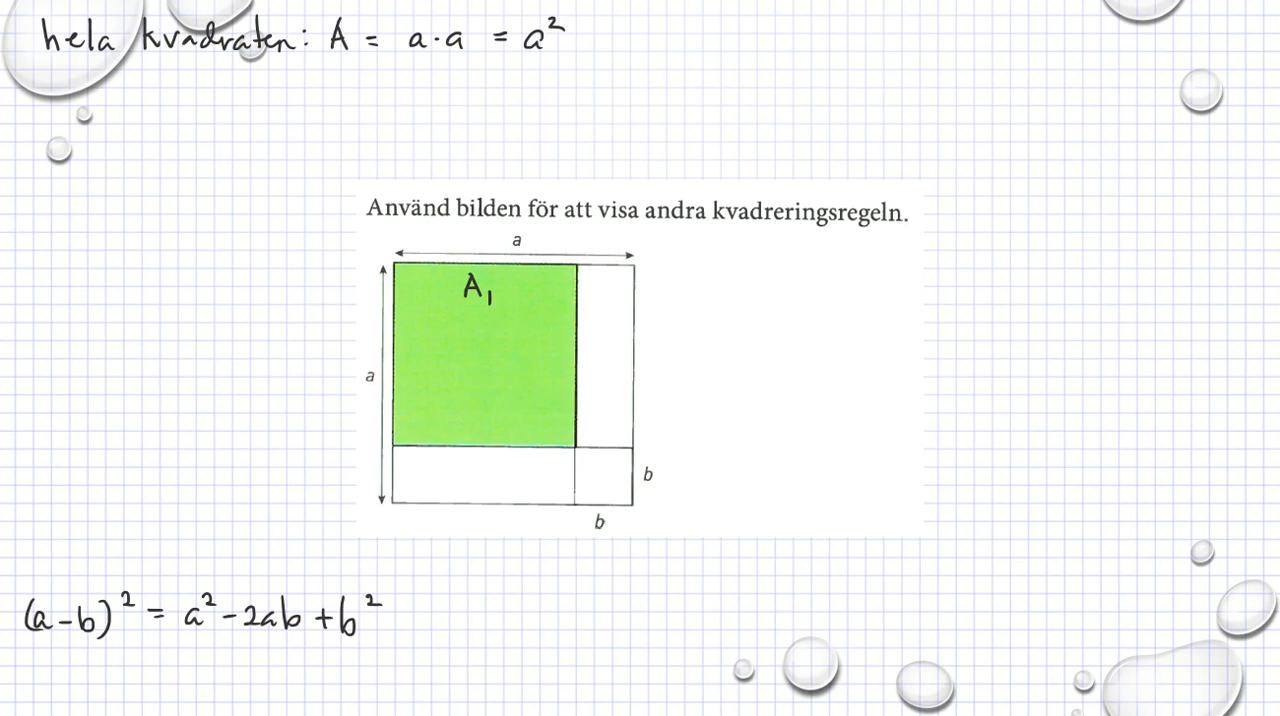 hela kvadraten: A = a·a = a²
Använd bilden för att visa andra kvadreringsregeln.
a
A₁
a
b
b
(a-b)² = a²-2ab+b²